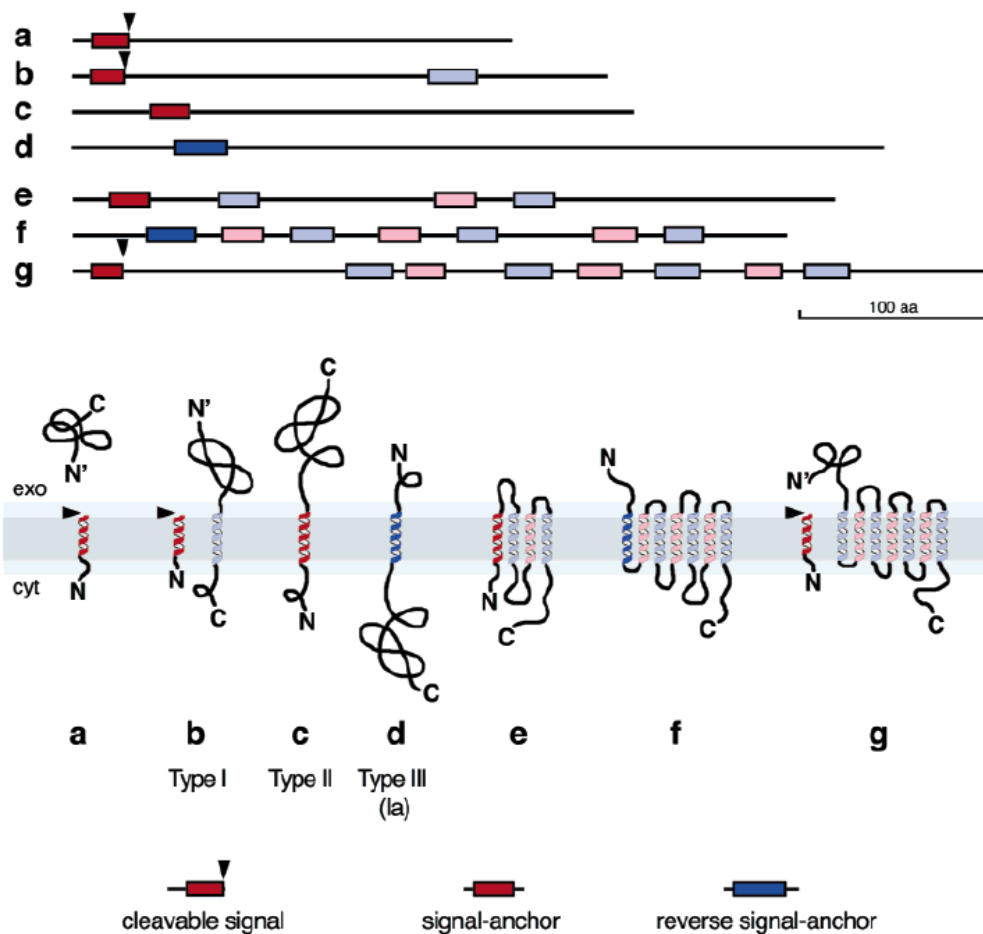 a
b
c
d
e
f
g
100 aa
C
N'
exo
cyt
N
N'
N
C
C
N
N
C
N
C
N
C
N'
N
C
a b c d e f g
Type I Type II Type III
(Ia)
cleavable signal signal-anchor reverse signal-anchor